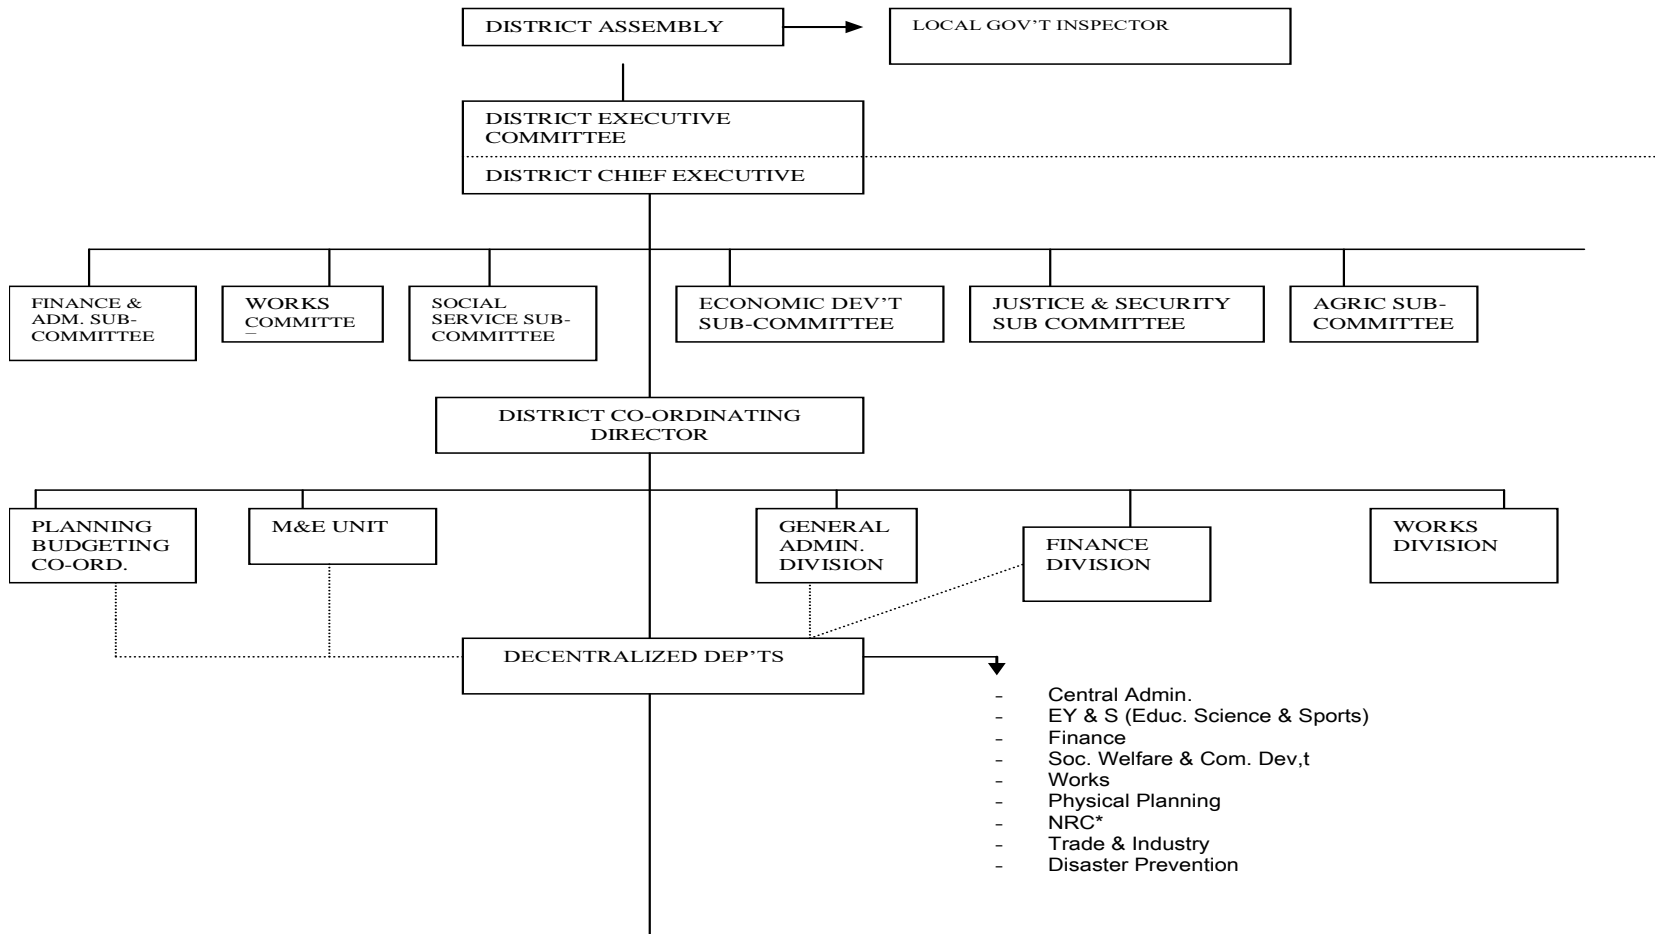 DISTRICT ASSEMBLY
LOCAL GOV'T INSPECTOR
DISTRICT EXECUTIVE
COMMITTEE
DISTRICT CHIEF EXECUTIVE
FINANCE &
ADM. SUB-
COMMITTEE
WORKS
COMMITTE
SOCIAL
SERVICE SUB-
COMMITTEE
ECONOMIC DEV'T
SUB-COMMITTEE
JUSTICE & SECURITY
SUB COMMITTEE
AGRIC SUB-
COMMITTEE
DISTRICT CO-ORDINATING
DIRECTOR
PLANNING
BUDGETING
CO-ORD.
M&E UNIT
GENERAL
ADMIN.
DIVISION
FINANCE
DIVISION
WORKS
DIVISION
DECENTRALIZED DEP'TS
- Central Admin.
- EY & S (Educ. Science & Sports)
- Finance
- Soc. Welfare & Com. Dev,t
- Works
- Physical Planning
- NRC*
- Trade & Industry
- Disaster Prevention